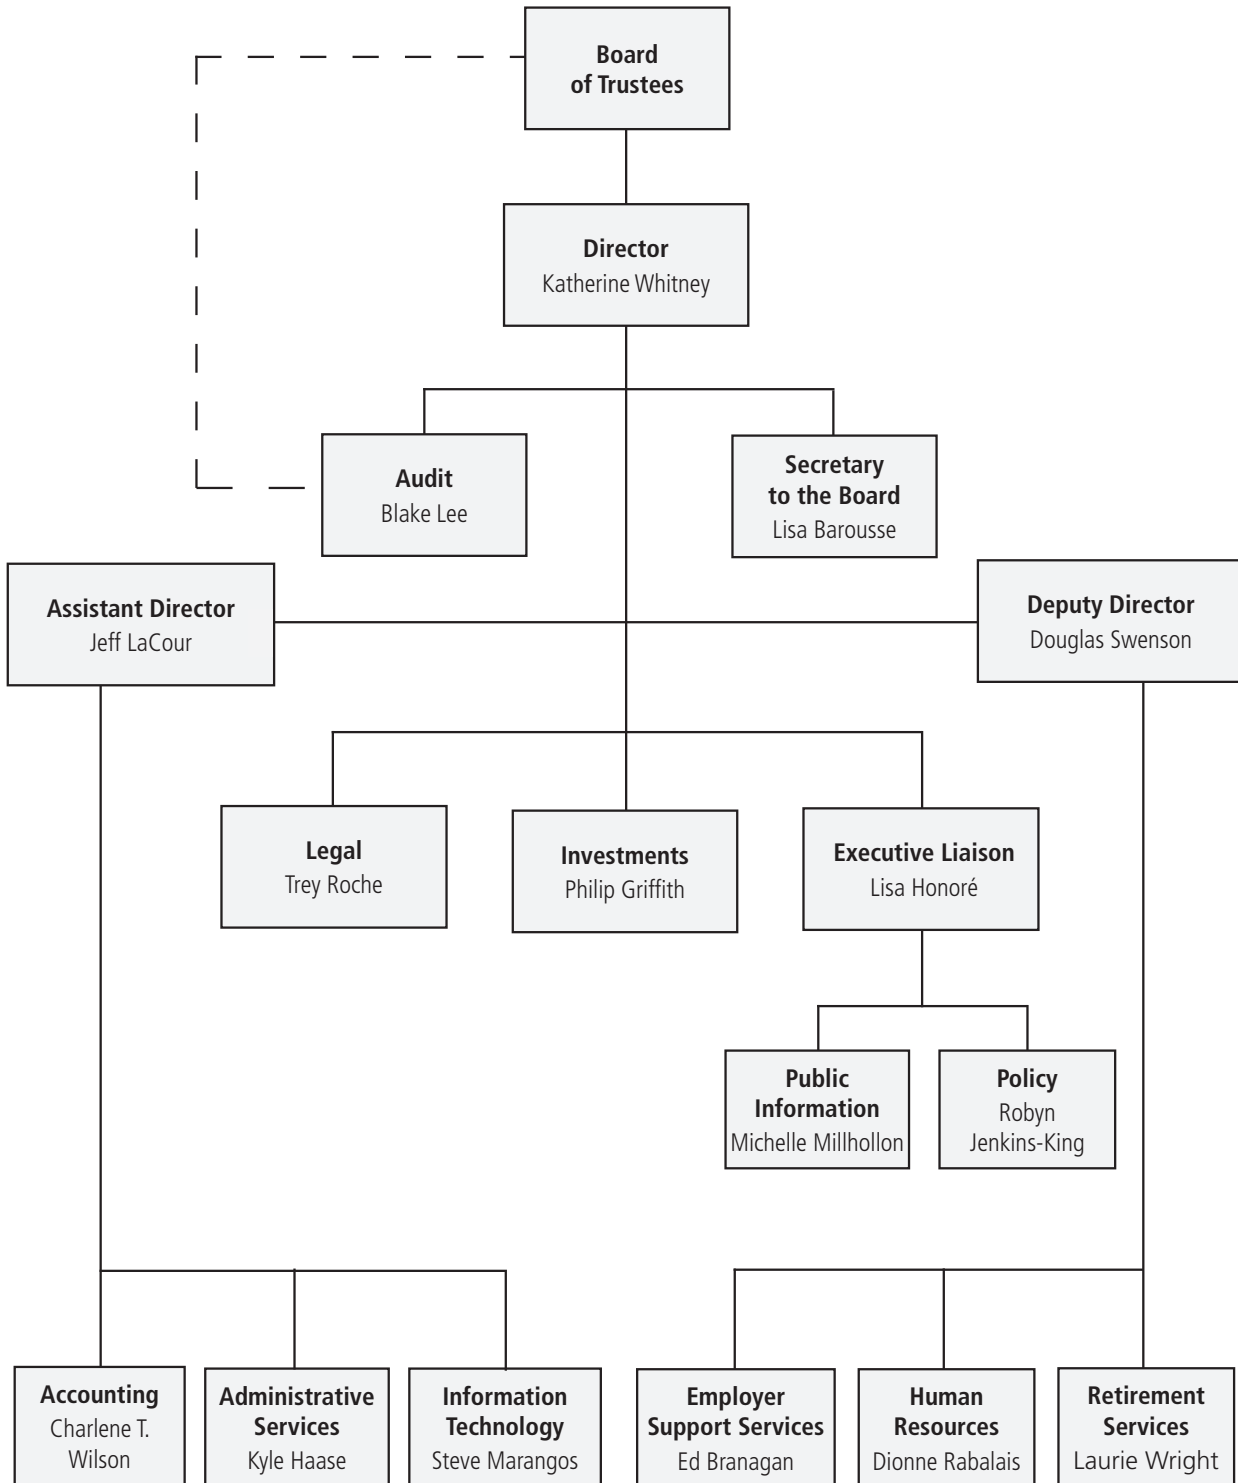 Board
of Trustees
Director
Katherine Whitney
Audit
Blake Lee
Secretary
to the Board
Lisa Barousse
Assistant Director
Jeff LaCour
Deputy Director
Douglas Swenson
Legal
Trey Roche
Investments
Philip Griffith
Executive Liaison
Lisa Honoré
Public
Information
Michelle Millhollon
Policy
Robyn
Jenkins-King
Accounting
Charlene T.
Wilson
Administrative
Services
Kyle Haase
Information
Technology
Steve Marangos
Employer
Support Services
Ed Branagan
Human
Resources
Dionne Rabalais
Retirement
Services
Laurie Wright